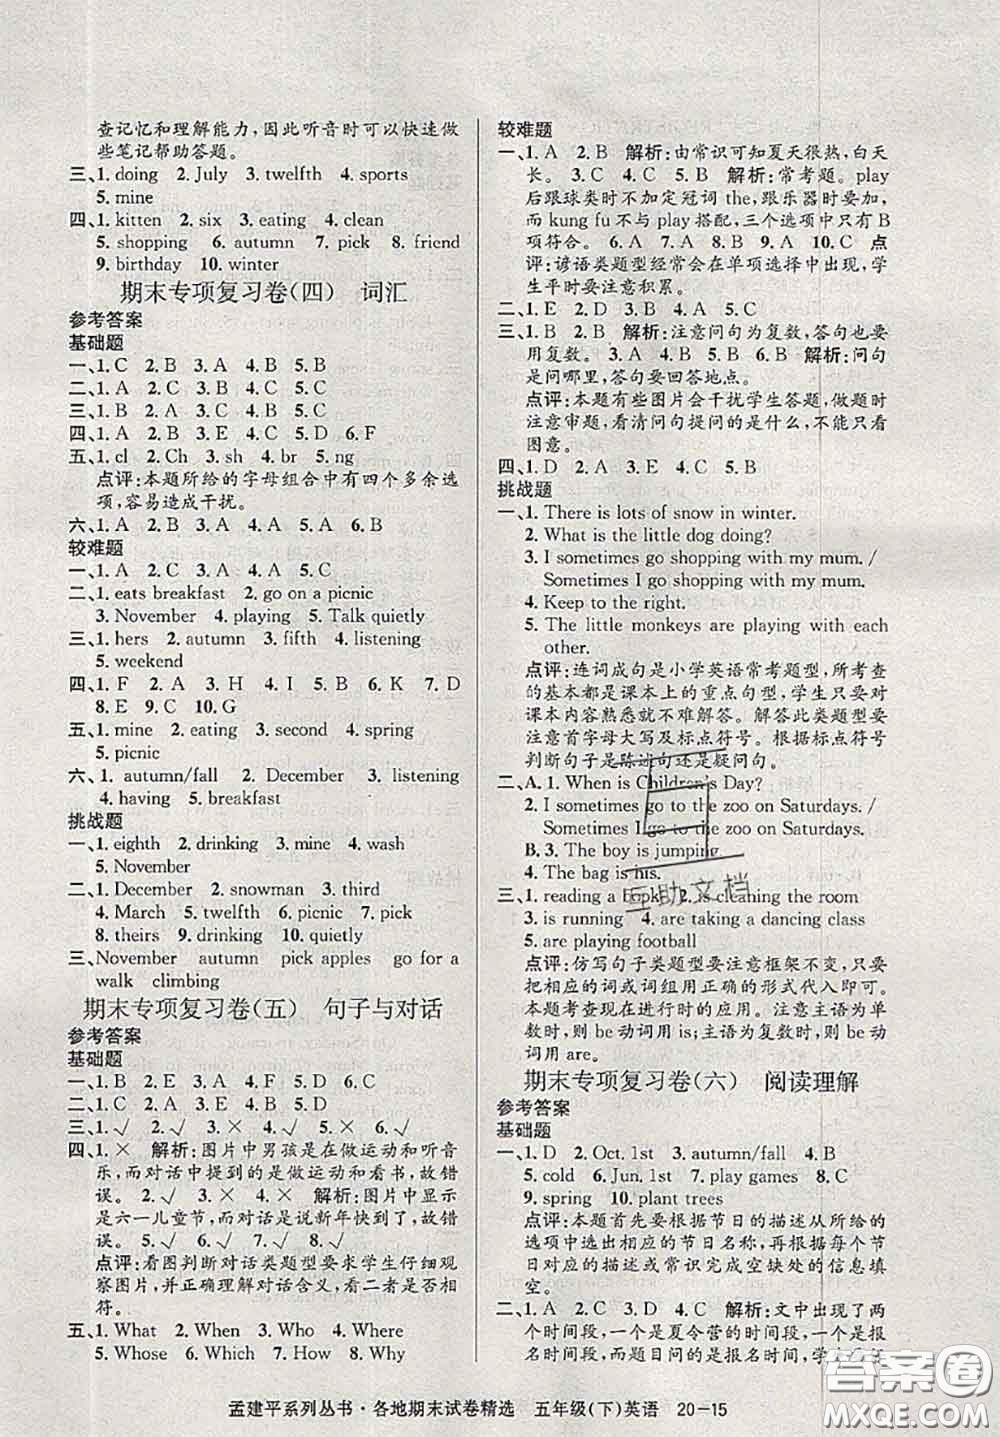 查记忆和理解能力，因此听音时可以快速做
些笔记帮助答题。
三、1. doing 2. July 3. twelfth 4. sports
5. mine
四、1. kitten 2. six 3. eating 4. clean
5. shopping 6. autumn 7. pick 8. friend
9. birthday 10. winter
期末专项复习卷(四) 词汇
参考答案
基础题
一、1. C 2. B 3. A 4. B 5. B
二、1. A 2. C 3. B 4. C 5. A
三、1. B 2. A 3. C 4. A 5. C
四、1. A 2. E 3. B 4. C 5. D 6. F
五、1. cl 2. Ch 3. sh 4. br 5. ng
点评:本题所给的字母组合中有四个多余选
项,容易造成干扰。
六、1. A 2. B 3. A 4. B 5. A 6. B
较难题
一、1. C 2. A 3. B 4. C 5. A
二、1. eats breakfast 2. go on a picnic
3. November 4. playing 5. Talk quietly
三、1. hers 2. autumn 3. fifth 4. listening
5. weekend
四、1. F 2. A 3. H 4. I 5. B 6. K 7. D
8. E 9. C 10. G
五、1. mine 2. eating 3. second 4. spring
5. picnic
六、1. autumn/fall 2. December 3. listening
4. having 5. breakfast
挑战题
一、1. eighth 2. drinking 3. mine 4. wash
5. November
二、1. December 2. snowman 3. drinking
4. March 5. twelfth 6. picnic 7. pick
8. theirs 9. drinking 10. quietly
三、November autumn pick apples go for a
walk climbing
期末专项复习卷(五) 句子与对话
参考答案
基础题
一、1. B 2. E 3. D 4. C 5. A 6. F
二、1. C 2. A 3. B 4. D 5. E
三、1. √ 2. √ 3. × 4. × 5. × 6. √
四、1. × 解析:图片中男孩是在做运动和听音
乐,而对话中提到的是做运动和看书,故错
误。 2. √ 3. × 4. × 解析:图片中显示
是六一儿童节,而对话是说新年快到了,故错
误。 5. √ 6. √ 7. × 8. √
点评:看图判断对话类题型要求学生仔细观
察图片,并正确理解对话含义,看二者是否相
符。
五、1. What 2. When 3. Who 4. Where
5. Whose 6. Which 7. How 8. Why
较难题
一、1. A 2. B 解析:由常识可知夏天很热,白天
长。 3. C 4. C 5. B 解析:常考题。play
后跟球类时不加定冠词 the,跟乐器时要加,
而 kung fu 不与 play 搭配,三个选项中只有 B
项符合。 6. A 7. A 8. C 9. C 10. C 点
评:谚语类题型经常会在单项选择中出现,学
生平时要注意积累。
二、1. E 2. D 3. A 4. C 5. B
三、1. B 2. B 解析:注意问句为复数,答句也要
用复数。 3. A 4. A 5. B 解析:问句
是问哪里,答句要回答地点。
点评:本题有些图片会干扰学生答题,做题时
注意审题,看清问句提问的是什么,不能只看
图意。
四、1. D 2. A 3. E 4. C 5. B
挑战题
一、1. There is lots of snow in winter.
2. What is the little dog doing?
3. I sometimes go shopping with my mum. /
Sometimes I go shopping with my mum.
4. Keep to the right.
5. The little monkeys are playing with each
other.
点评:连词成句是小学英语常考题型,所考查
的基本都是课本上的重点句型,学生只要对
课本内容熟悉就不难解答。解答此类题型要
注意首字母大写及标点符号。根据标点符号
判断句子是陈述句还是疑问句。
二、A. 1. When is Children's Day?
2. I sometimes go to the zoo on Saturdays. /
Sometimes I go to the zoo on Saturdays.
B. 3. The boy is jumping.
4. The bag is his.
三、1. reading a book 2. is cleaning the room
3. is running 4. are taking a dancing class
5. are playing football
点评:仿写句子类题型要注意框架不变,只要
把相应的词或词组用正确的形式代入即可。
本题考查现在进行时的应用。注意主语为单
数时,则 be 动词用 is;主语为复数时,则 be 动
词用 are。
期末专项复习卷(六) 阅读理解
参考答案
基础题
一、1. D 2. Oct. 1st 3. autumn/fall 4. B
5. cold 6. Jun. 1st 7. play games 8. C
9. spring 10. plant trees
点评:本题首先要根据节日的描述从所给的
选项中选出相应的节日名称,再根据每个节
日的描述或常识完成空缺处的信息
填空。
二、1. A 2. C 3. D 4. C 解析:文中出现了两
个时间段,一个是夏令营的时间段,一个是报
名时间段,而题目问的是报名时间段,学生
互助文档
答案圈
孟建平系列丛书·各地期末试卷精选 五年级(下)英语 20-15